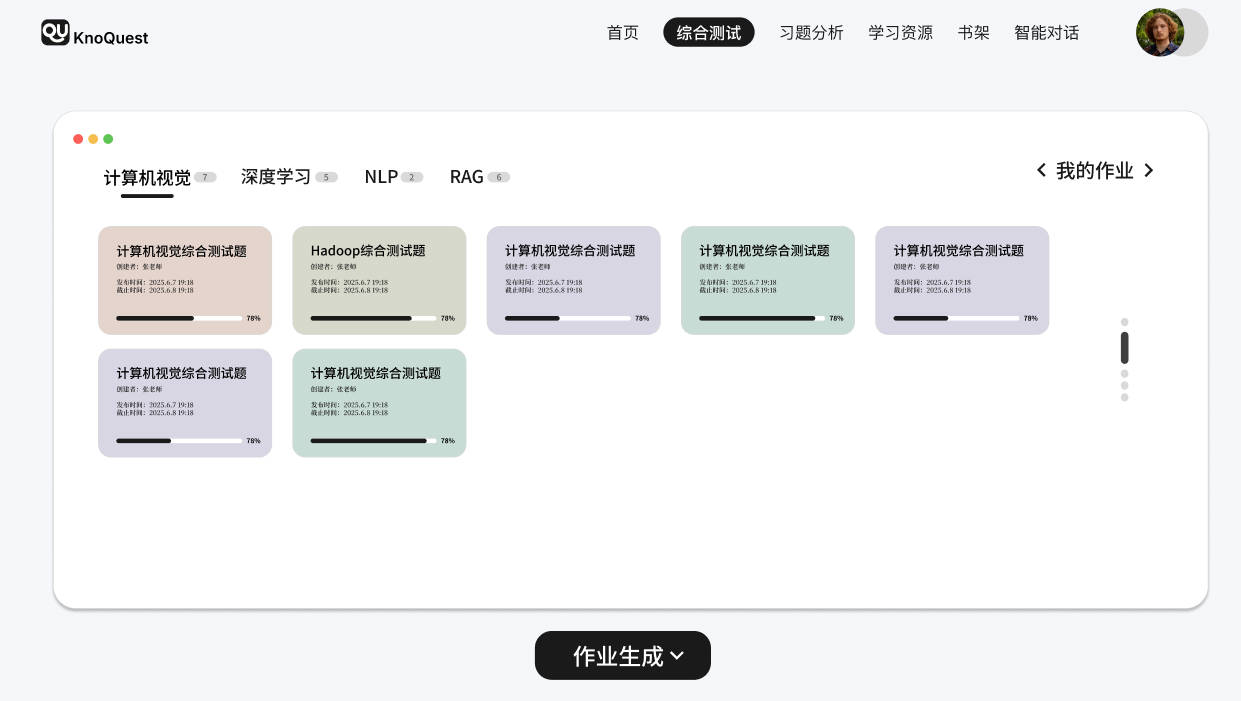 QU KnoQuest
首页 综合测试 习题分析 学习资源 书架 智能对话
计算机视觉 7 深度学习 5 NLP 2 RAG 6
我的作业
计算机视觉综合测试题
创建者：张老师
发布时间：2025.6.7 19:18
截止时间：2025.6.8 19:18
78%
Hadoop综合测试题
创建者：张老师
发布时间：2025.6.7 19:18
截止时间：2025.6.8 19:18
78%
计算机视觉综合测试题
创建者：张老师
发布时间：2025.6.7 19:18
截止时间：2025.6.8 19:18
78%
计算机视觉综合测试题
创建者：张老师
发布时间：2025.6.7 19:18
截止时间：2025.6.8 19:18
78%
计算机视觉综合测试题
创建者：张老师
发布时间：2025.6.7 19:18
截止时间：2025.6.8 19:18
78%
计算机视觉综合测试题
创建者：张老师
发布时间：2025.6.7 19:18
截止时间：2025.6.8 19:18
78%
计算机视觉综合测试题
创建者：张老师
发布时间：2025.6.7 19:18
截止时间：2025.6.8 19:18
78%
作业生成